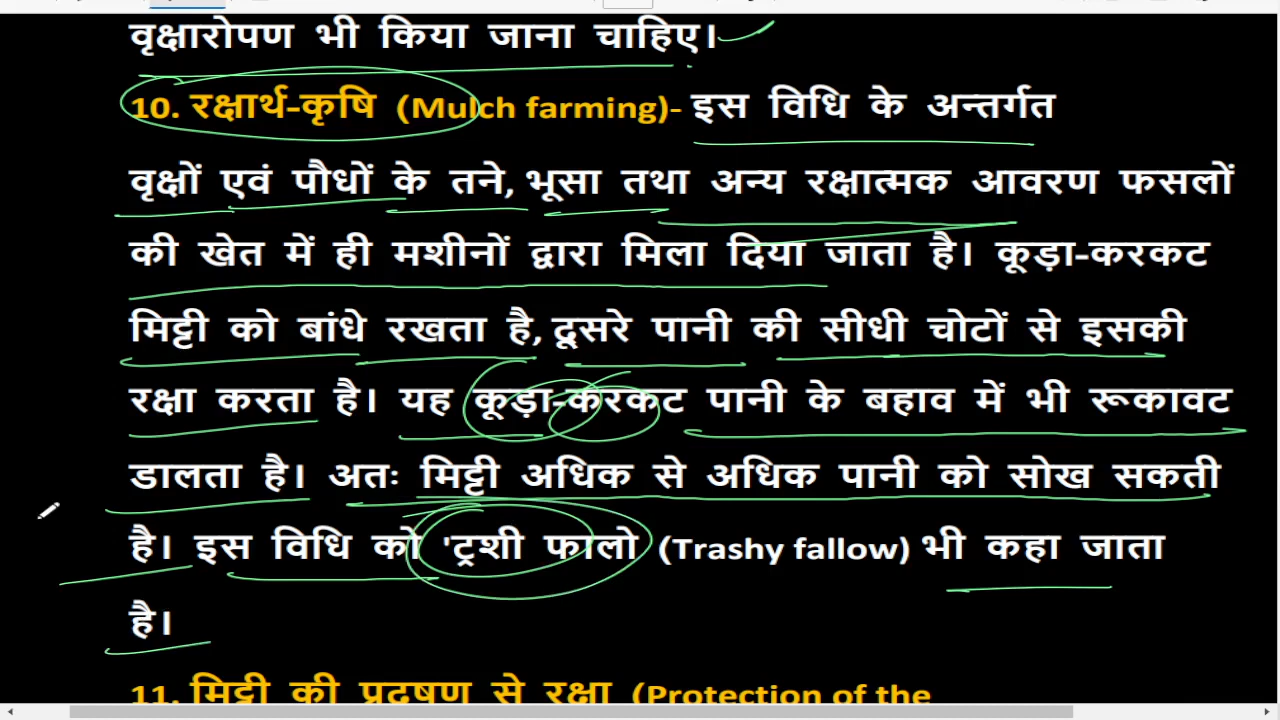 वृक्षारोपण भी किया जाना चाहिए।
10. रक्षार्थ-कृषि (Mulch farming)- इस विधि के अन्तर्गत
वृक्षों एवं पौधों के तने, भूसा तथा अन्य रक्षात्मक आवरण फसलों
की खेत में ही मशीनों द्वारा मिला दिया जाता है। कूड़ा-करकट
मिट्टी को बांधे रखता है, दूसरे पानी की सीधी चोटों से इसकी
रक्षा करता है। यह कूड़ा-करकट पानी के बहाव में भी रूकावट
डालता है। अतः मिट्टी अधिक से अधिक पानी को सोख सकती
है। इस विधि को 'ट्रशी फालो (Trashy fallow) भी कहा जाता
है।
11. मिट्टी की प्रदूषण से रक्षा (Protection of the